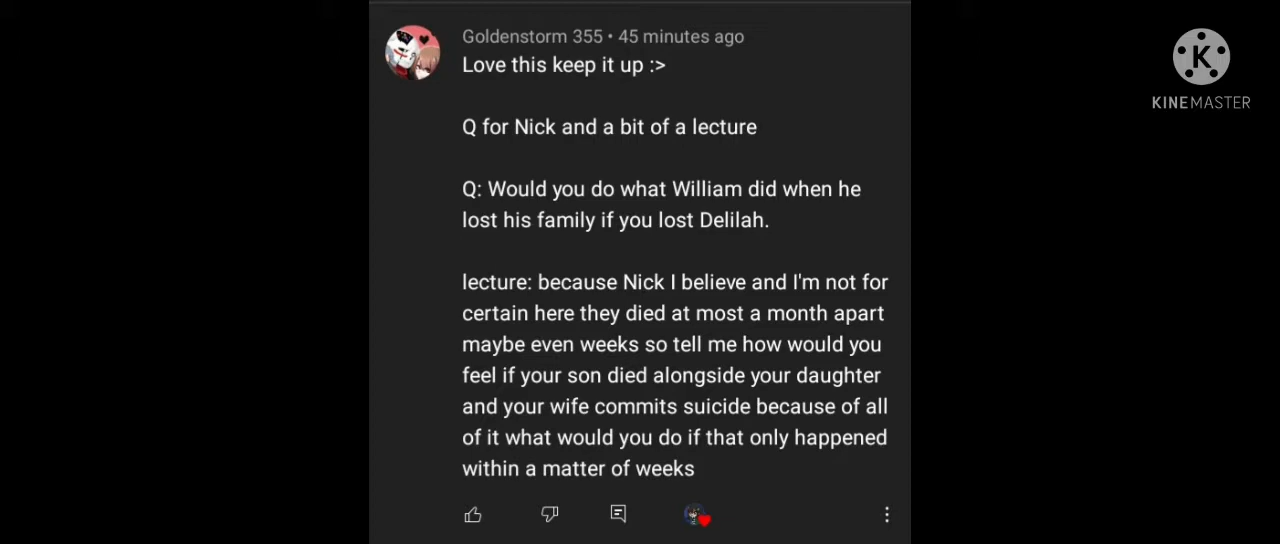 Goldenstorm 355 • 45 minutes ago
Love this keep it up :>
Q for Nick and a bit of a lecture
Q: Would you do what William did when he
lost his family if you lost Delilah.
lecture: because Nick I believe and I'm not for
certain here they died at most a month apart
maybe even weeks so tell me how would you
feel if your son died alongside your daughter
and your wife commits suicide because of all
of it what would you do if that only happened
within a matter of weeks
K
KINEMASTER